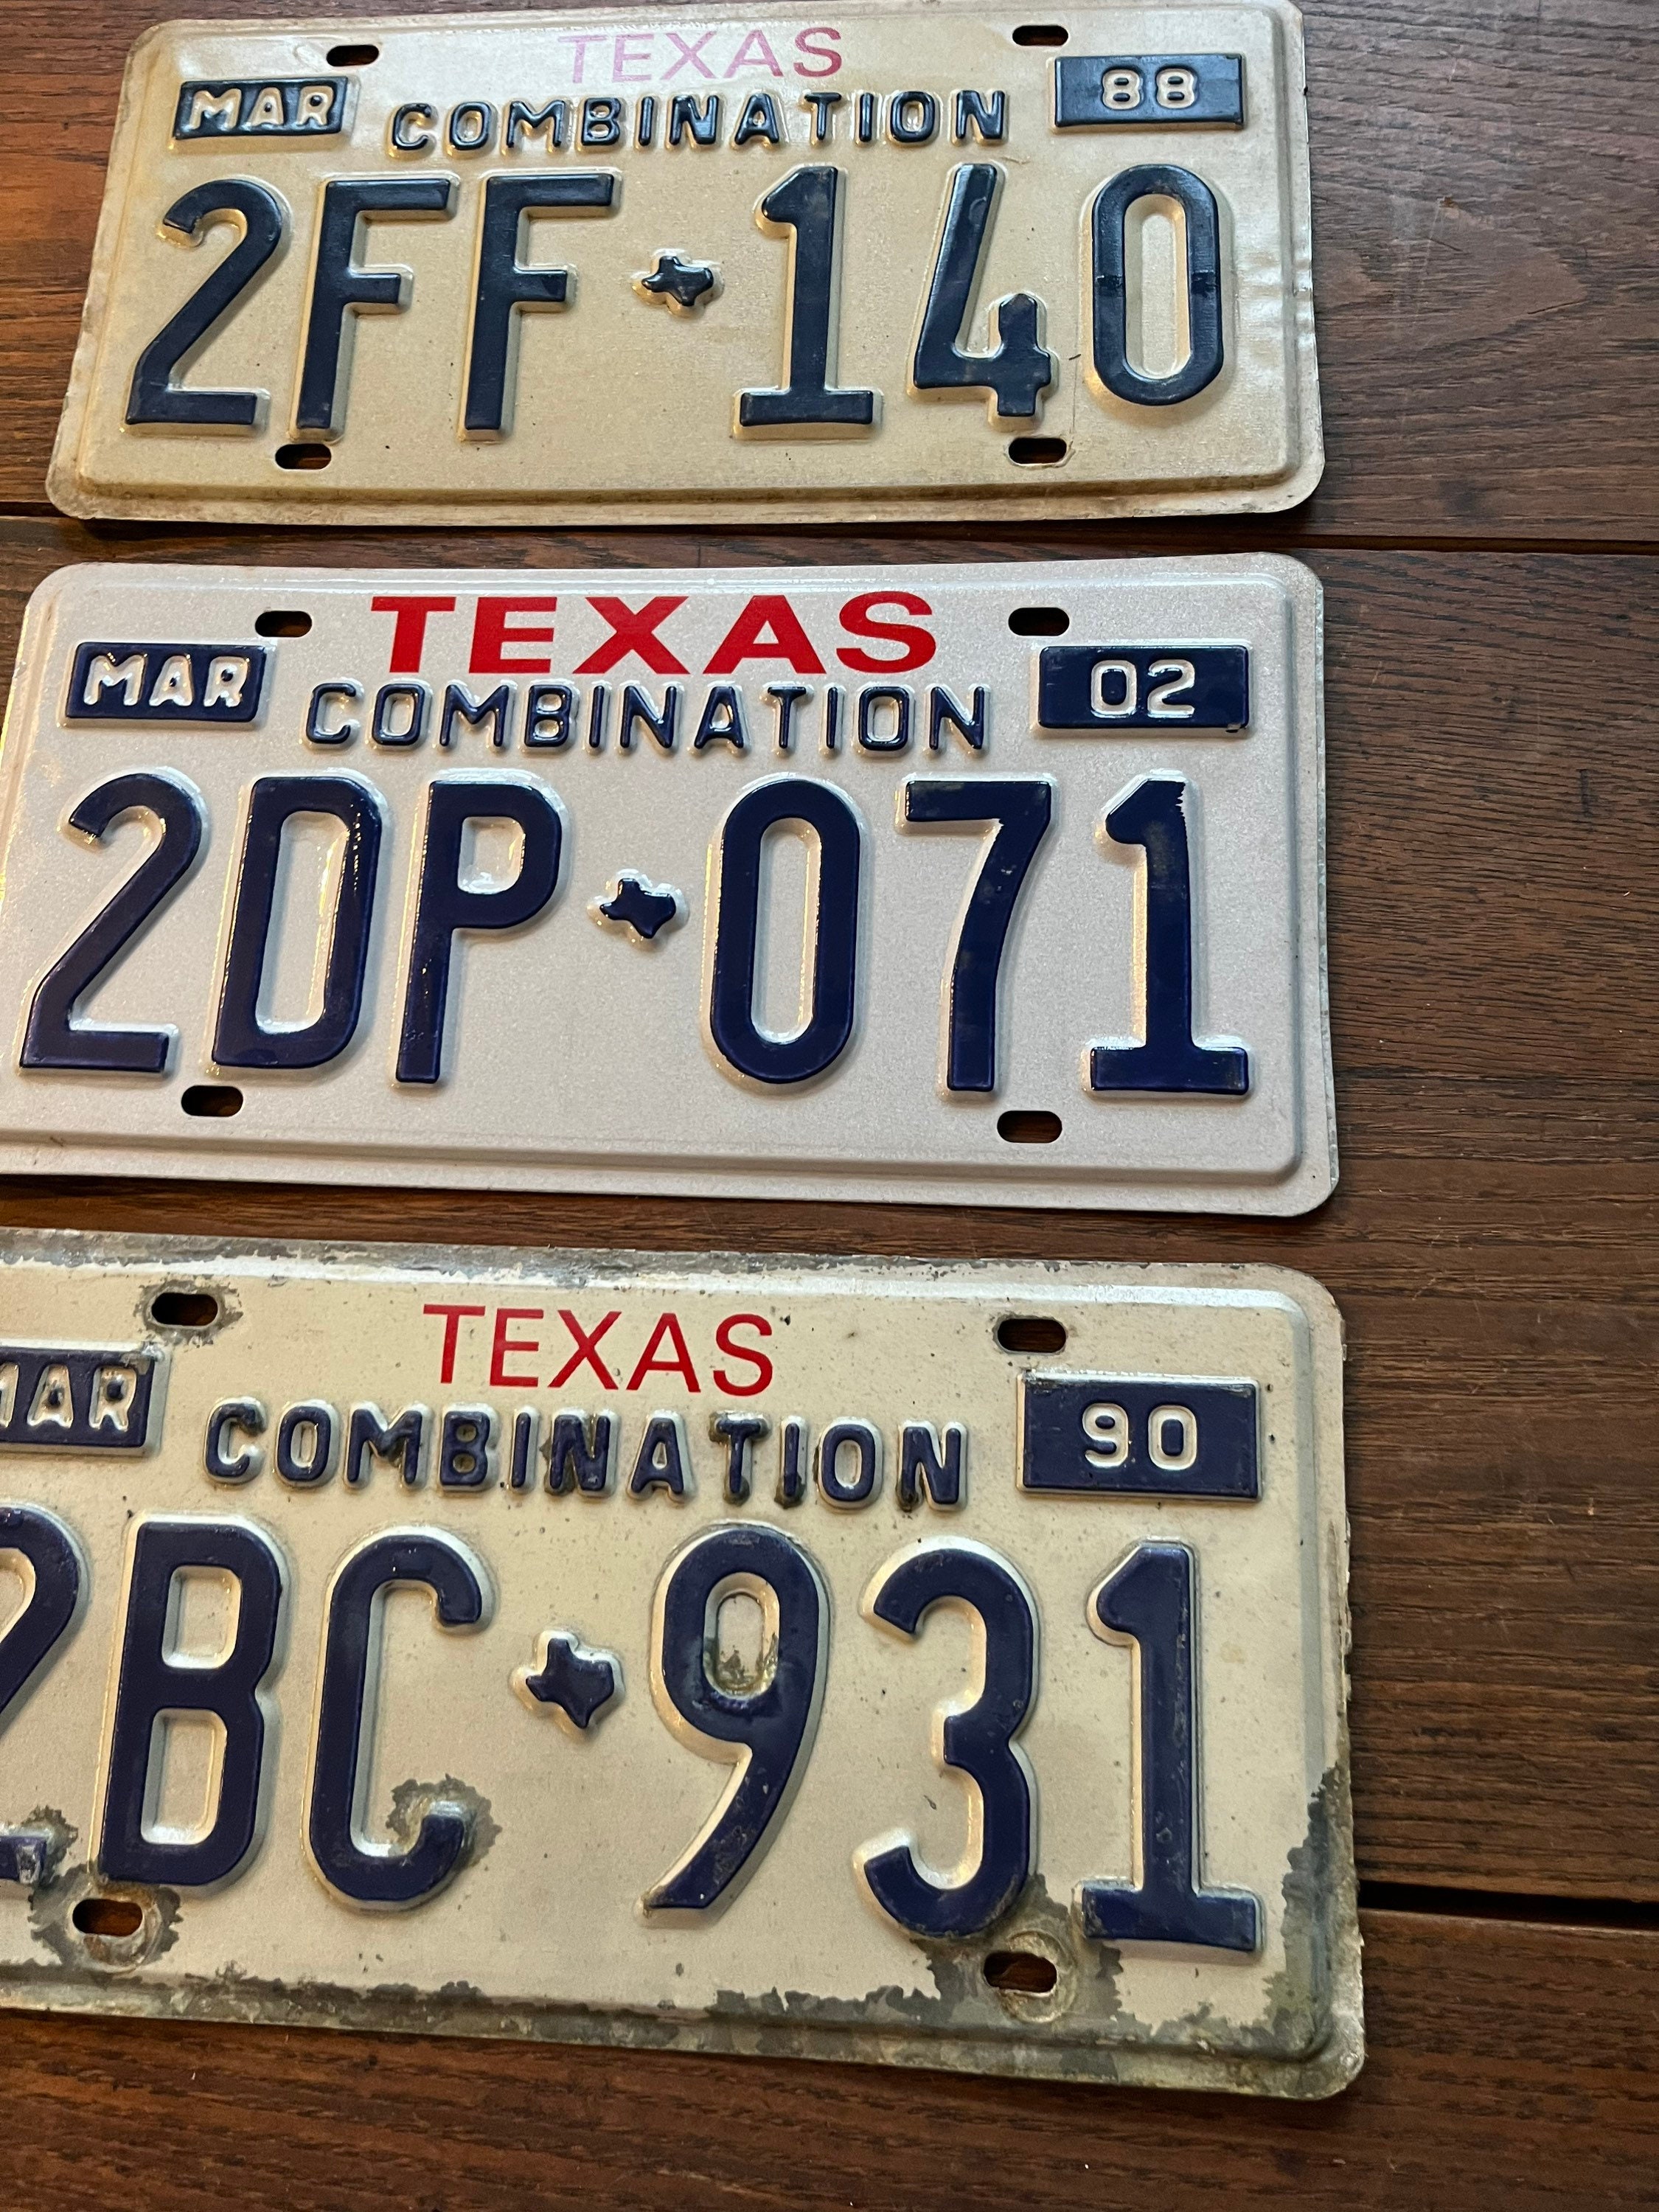 TEXAS
MAR COMBINATION 88
2FF 140
TEXAS
MAR COMBINATION 02
2DP 071
TEXAS
MAR COMBINATION 90
2BC 931